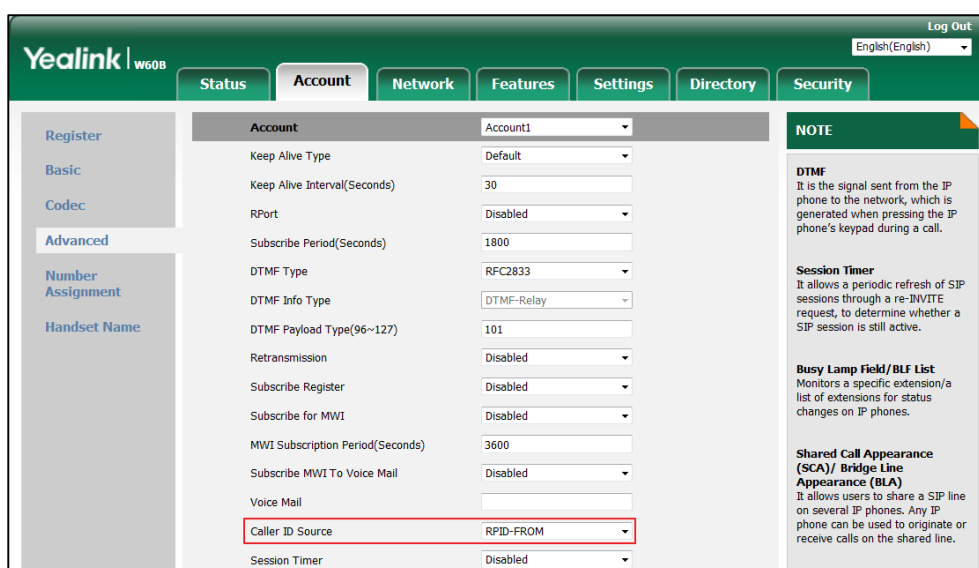 Log Out
Yealink | W60B
English(English)
Status Account Network Features Settings Directory Security
Register
Basic
Codec
Advanced
Number
Assignment
Handset Name
Account Account1
Keep Alive Type Default
Keep Alive Interval(Seconds) 30
RPort Disabled
Subscribe Period(Seconds) 1800
DTMF Type RFC2833
DTMF Info Type DTMF-Relay
DTMF Payload Type(96~127) 101
Retransmission Disabled
Subscribe Register Disabled
Subscribe for MWI Disabled
MWI Subscription Period(Seconds) 3600
Subscribe MWI To Voice Mail Disabled
Voice Mail
Caller ID Source RPID-FROM
Session Timer Disabled
NOTE
DTMF
It is the signal sent from the IP
phone to the network, which is
generated when pressing the IP
phone's keypad during a call.
Session Timer
It allows a periodic refresh of SIP
sessions through a re-INVITE
request, to determine whether a
SIP session is still active.
Busy Lamp Field/BLF List
Monitors a specific extension/a
list of extensions for status
changes on IP phones.
Shared Call Appearance
(SCA)/ Bridge Line
Appearance (BLA)
It allows users to share a SIP line
on several IP phones. Any IP
phone can be used to originate or
receive calls on the shared line.